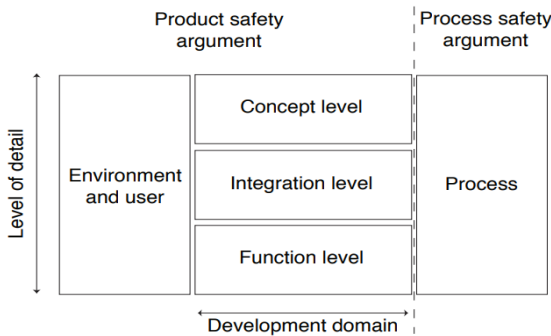 Product safety
argument
Process safety
argument
Level of detail
Environment
and user
Concept level
Integration level
Function level
Process
Development domain